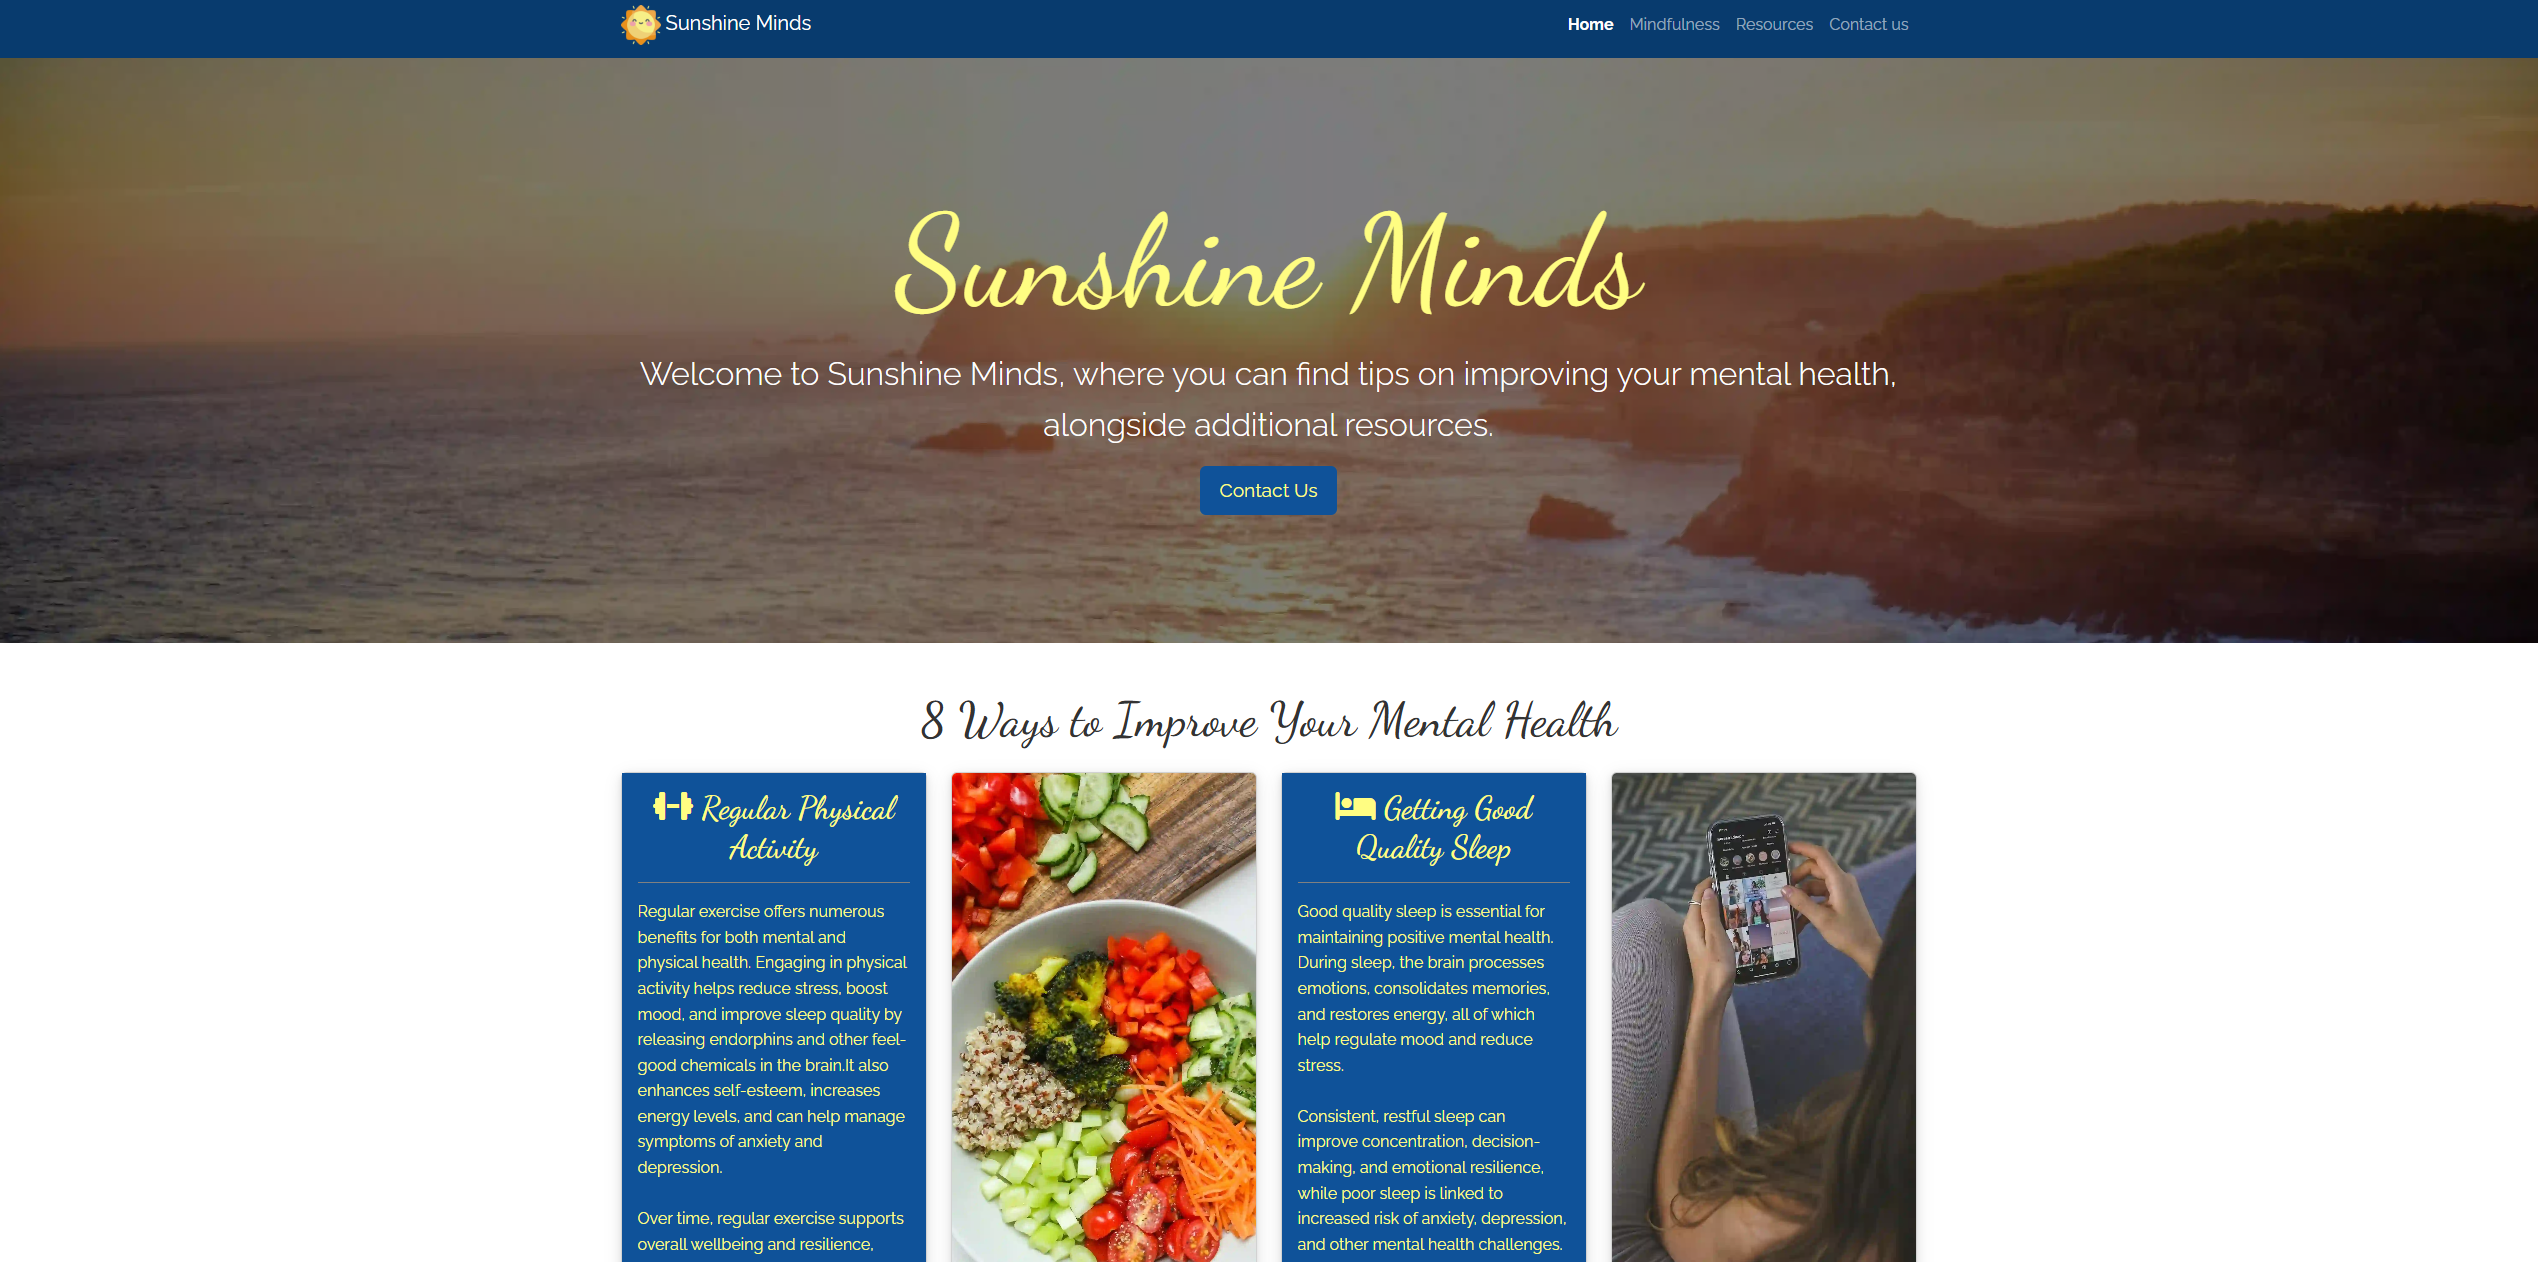 Sunshine Minds
Home Mindfulness Resources Contact us
Sunshine Minds
Welcome to Sunshine Minds, where you can find tips on improving your mental health,
alongside additional resources.
Contact Us
8 Ways to Improve Your Mental Health
Regular Physical
Activity
Regular exercise offers numerous
benefits for both mental and
physical health. Engaging in physical
activity helps reduce stress, boost
mood, and improve sleep quality by
releasing endorphins and other feel-
good chemicals in the brain.It also
enhances self-esteem, increases
energy levels, and can help manage
symptoms of anxiety and
depression.
Over time, regular exercise supports
overall wellbeing and resilience,
Getting Good
Quality Sleep
Good quality sleep is essential for
maintaining positive mental health.
During sleep, the brain processes
emotions, consolidates memories,
and restores energy, all of which
help regulate mood and reduce
stress.
Consistent, restful sleep can
improve concentration, decision-
making, and emotional resilience,
while poor sleep is linked to
increased risk of anxiety, depression,
and other mental health challenges.